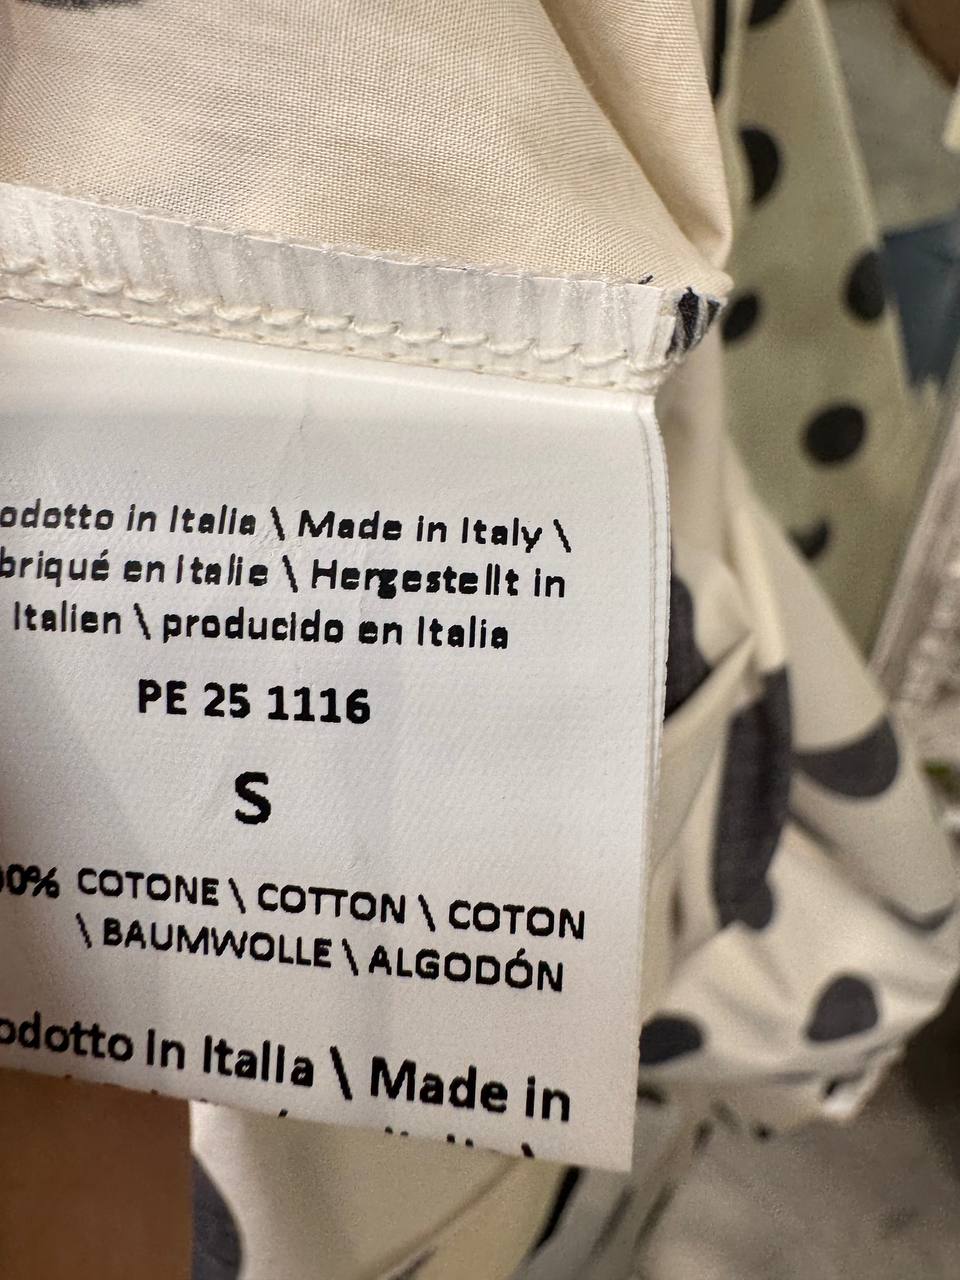 odotto in Italia \ Made in Italy \
briqué en Italie \ Hergestellt in
Italien \ producido en Italia
PE 25 1116
S
00% COTONE \ COTTON \ COTON
\ BAUMWOLLE \ ALGODÓN
odotto in Italia \ Made in